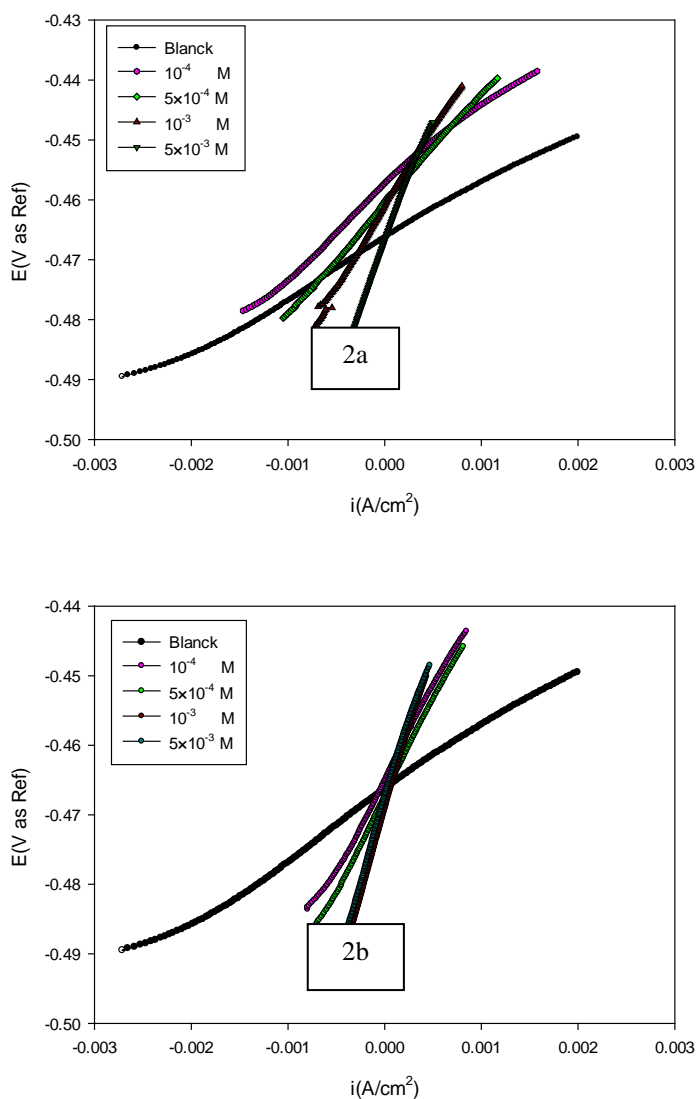 -0.43
Blanck
10⁻⁴ M
5×10⁻⁴ M
10⁻³ M
5×10⁻³ M
-0.44
-0.45
-0.46
-0.47
-0.48
-0.49
-0.50
E(V as Ref)
2a
-0.003 -0.002 -0.001 0.000 0.001 0.002 0.003
i(A/cm²)
-0.44
Blanck
10⁻⁴ M
5×10⁻⁴ M
10⁻³ M
5×10⁻³ M
-0.45
-0.46
-0.47
-0.48
-0.49
-0.50
E(V as Ref)
2b
-0.003 -0.002 -0.001 0.000 0.001 0.002 0.003
i(A/cm²)